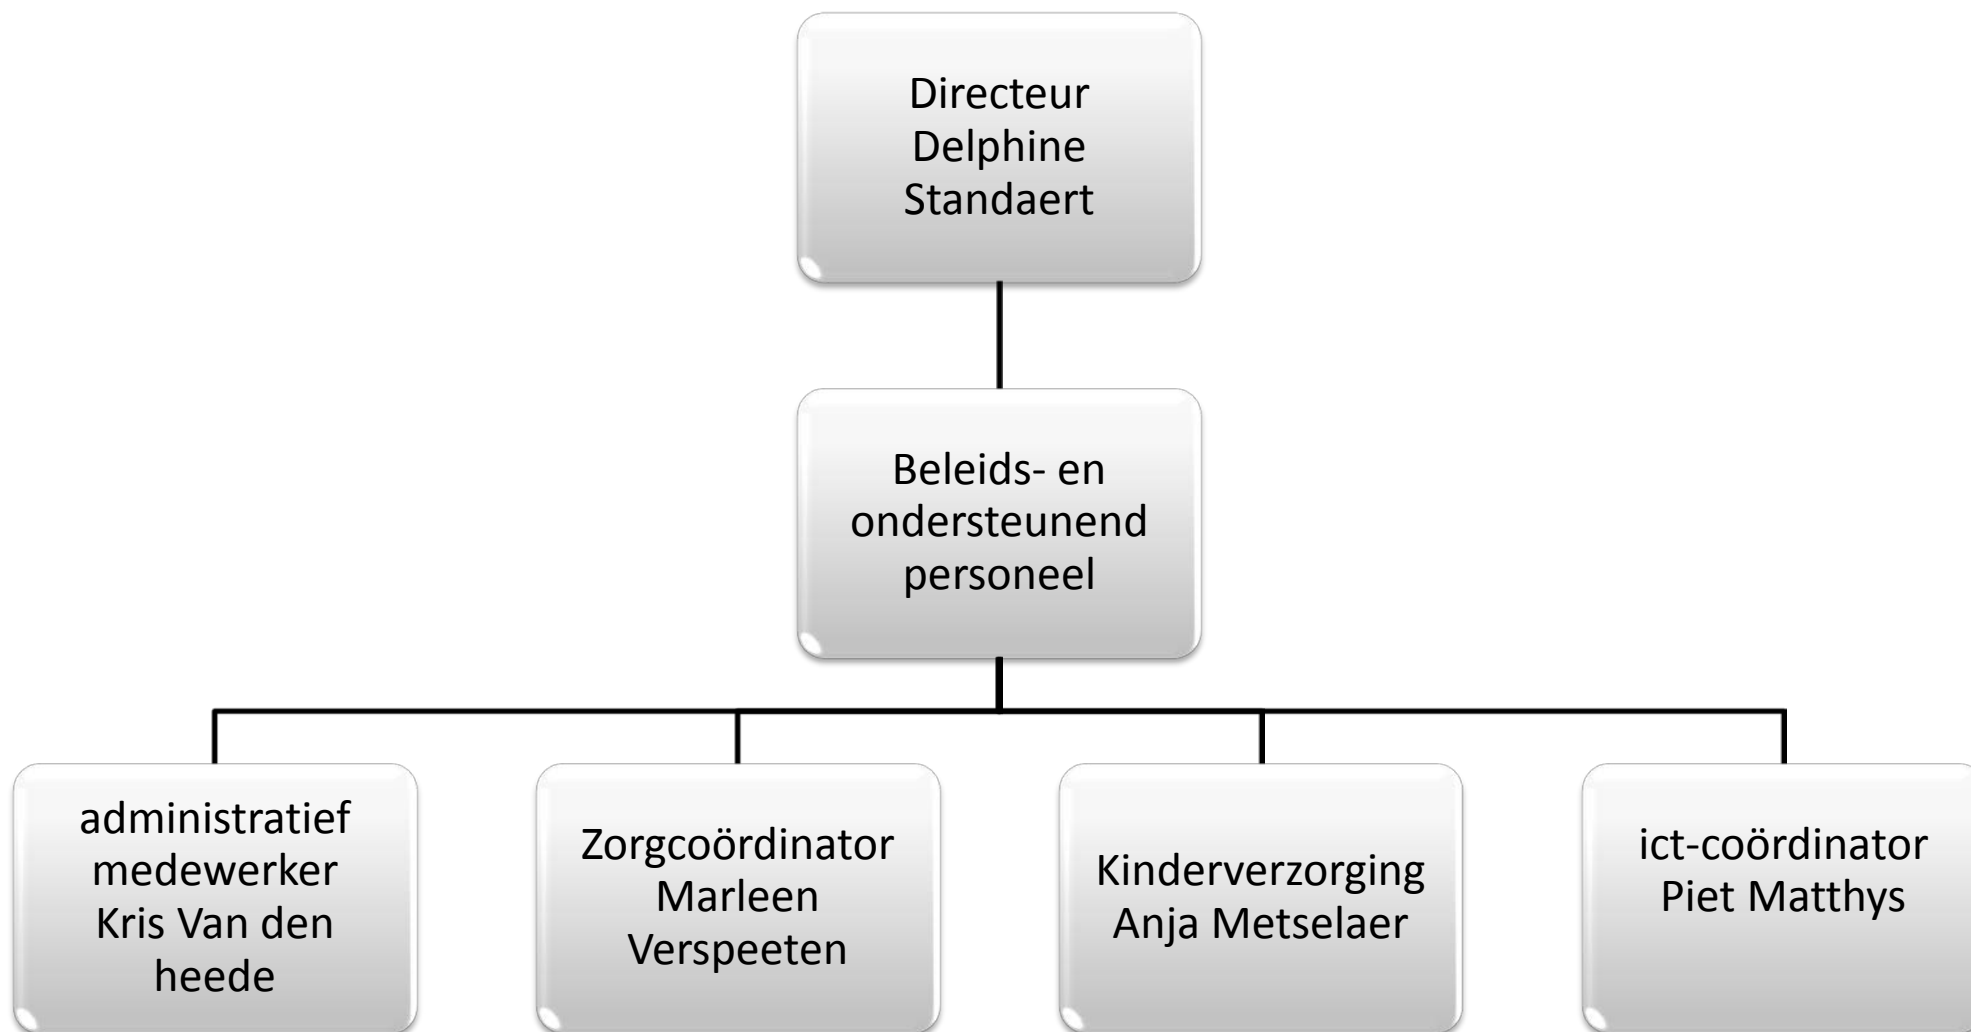 Directeur
Delphine
Standaert
Beleids- en
ondersteunend
personeel
administratief
medewerker
Kris Van den
heede
Zorgcoördinator
Marleen
Verspeeten
Kinderverzorging
Anja Metselaer
ict-coördinator
Piet Matthys